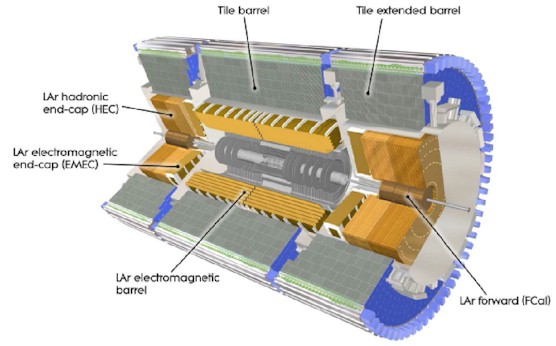 Tile barrel
Tile extended barrel
LAr hadronic
end-cap (HEC)
LAr electromagnetic
end-cap (EMEC)
LAr electromagnetic
barrel
LAr forward (FCal)